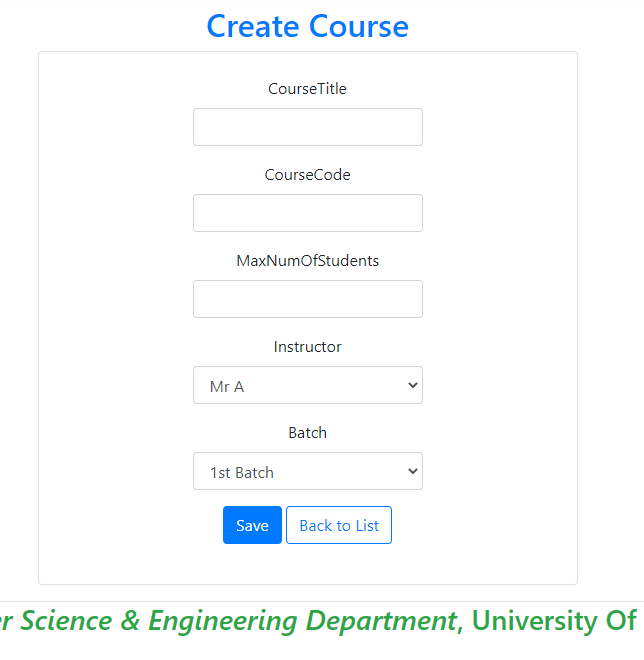 Create Course
CourseTitle
CourseCode
MaxNumOfStudents
Instructor
Mr A
Batch
1st Batch
Save Back to List
Science & Engineering Department, University Of